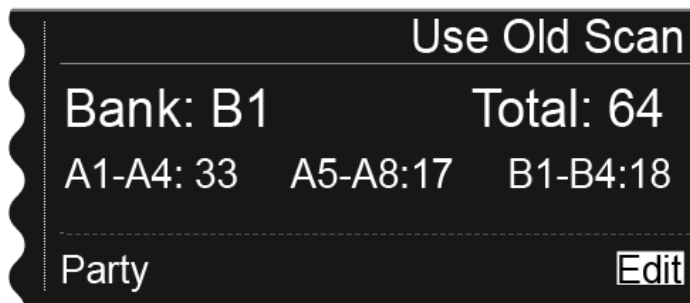 Use Old Scan
Bank: B1 Total: 64
A1-A4: 33 A5-A8:17 B1-B4:18
Party Edit